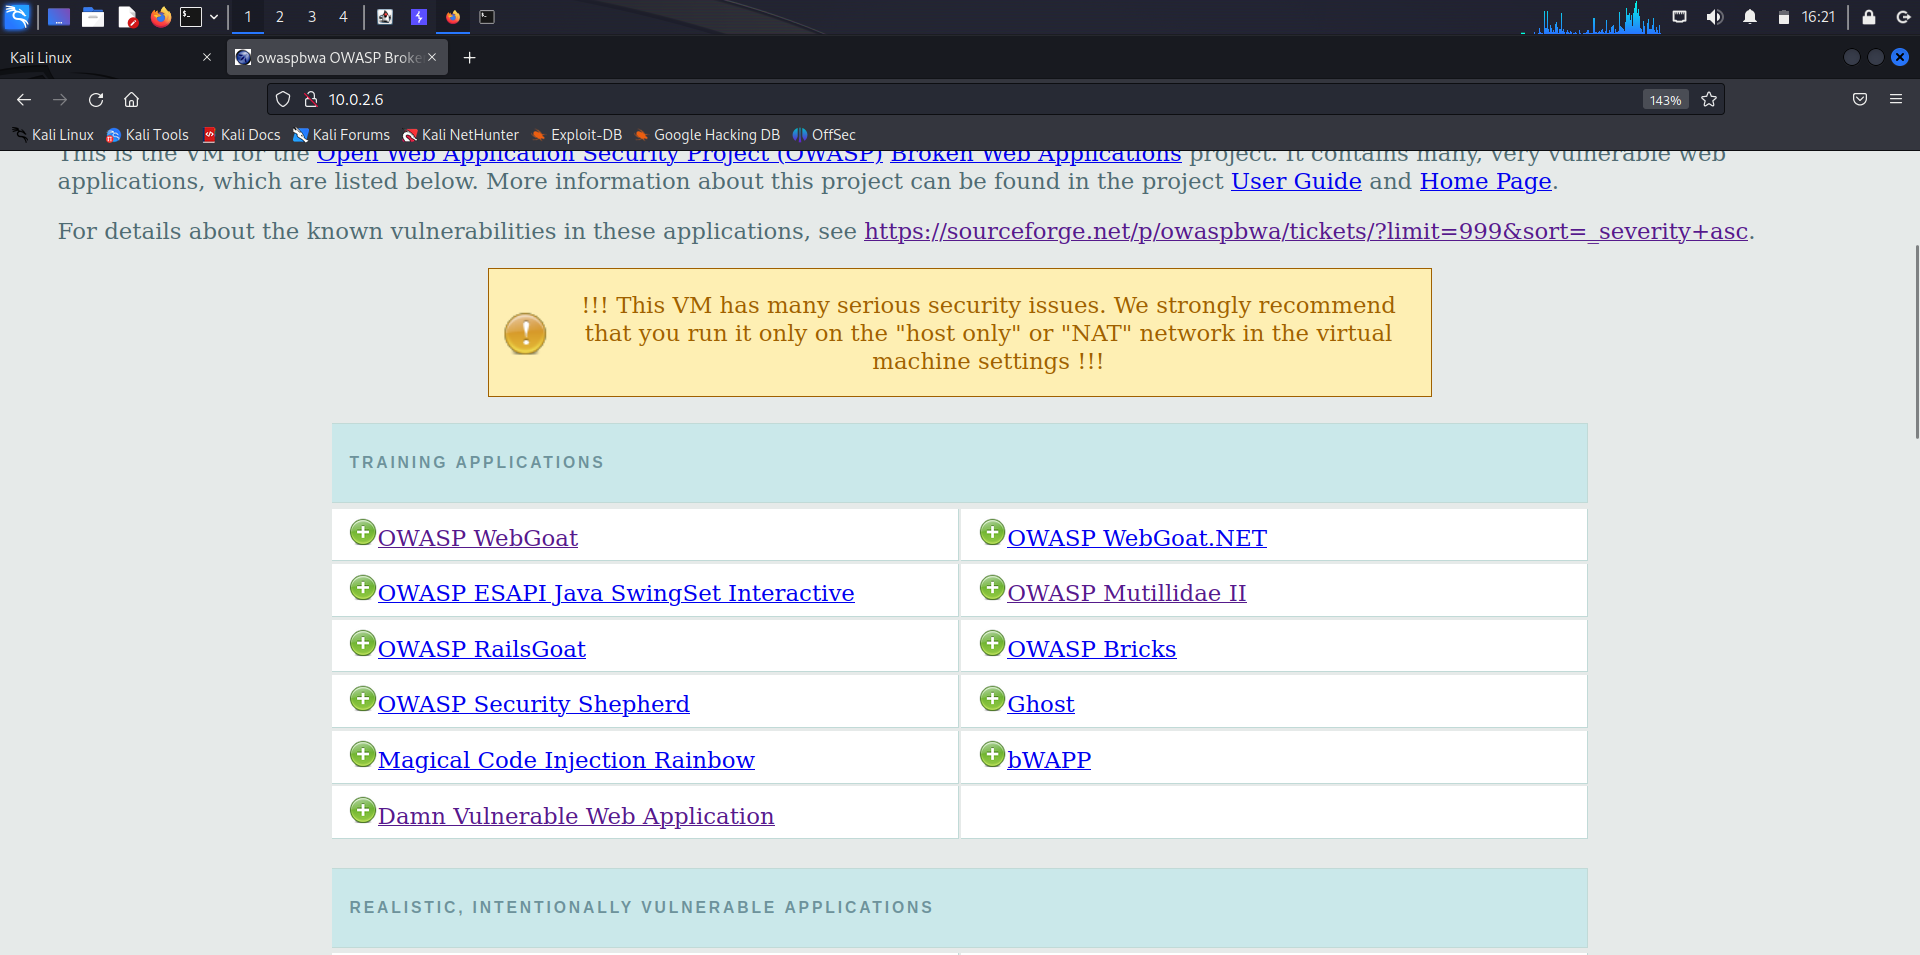 1 2 3 4 16:21
Kali Linux
owaspbwa OWASP Broke
10.0.2.6
143%
Kali Linux Kali Tools Kali Docs Kali Forums Kali NetHunter Exploit-DB Google Hacking DB OffSec
This is the VM for the Open Web Application Security Project (OWASP) Broken Web Applications project. It contains many, very vulnerable web
applications, which are listed below. More information about this project can be found in the project User Guide and Home Page.
For details about the known vulnerabilities in these applications, see https://sourceforge.net/p/owaspbwa/tickets/?limit=999&sort=_severity+asc.
!!! This VM has many serious security issues. We strongly recommend
that you run it only on the "host only" or "NAT" network in the virtual
machine settings !!!
TRAINING APPLICATIONS
OWASP WebGoat
OWASP WebGoat.NET
OWASP ESAPI Java SwingSet Interactive
OWASP Mutillidae II
OWASP RailsGoat
OWASP Bricks
OWASP Security Shepherd
Ghost
Magical Code Injection Rainbow
bWAPP
Damn Vulnerable Web Application
REALISTIC, INTENTIONALLY VULNERABLE APPLICATIONS